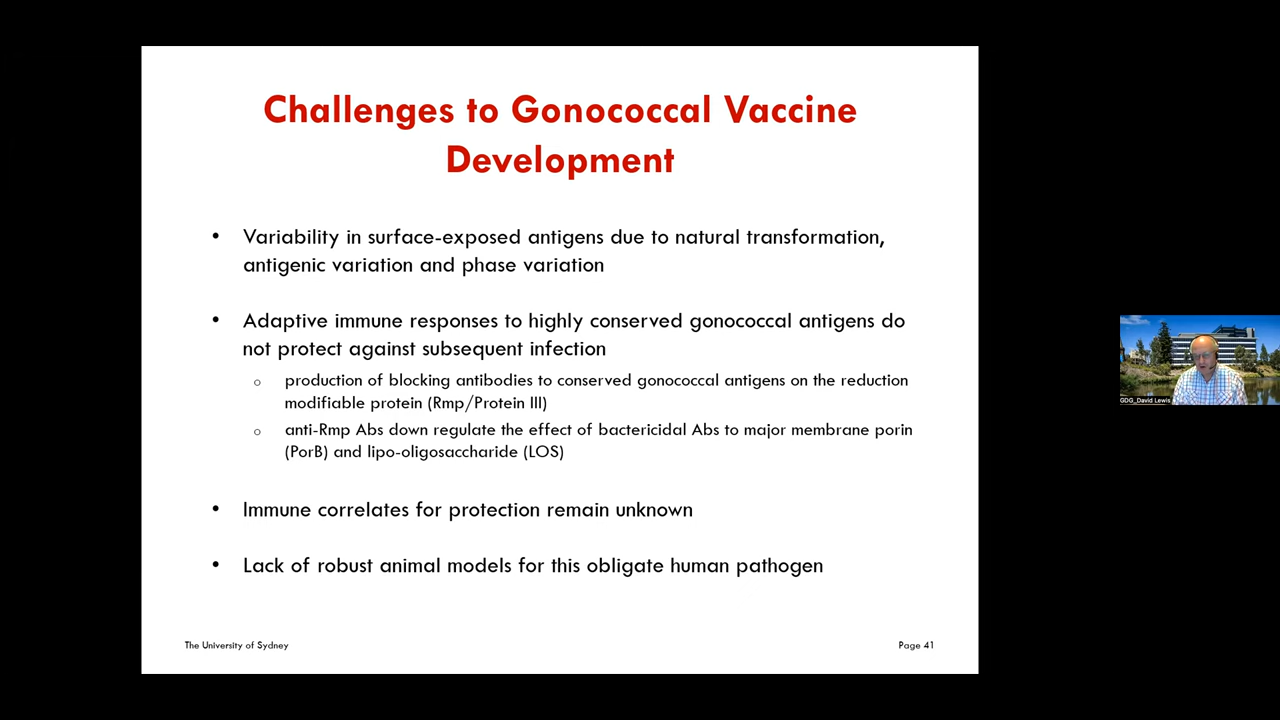 Challenges to Gonococcal Vaccine
Development
• Variability in surface-exposed antigens due to natural transformation,
antigenic variation and phase variation
• Adaptive immune responses to highly conserved gonococcal antigens do
not protect against subsequent infection
o production of blocking antibodies to conserved gonococcal antigens on the reduction
modifiable protein (Rmp/Protein III)
o anti-Rmp Abs down regulate the effect of bactericidal Abs to major membrane porin
(PorB) and lipo-oligosaccharide (LOS)
• Immune correlates for protection remain unknown
• Lack of robust animal models for this obligate human pathogen
The University of Sydney
Page 41
GDG_David Lewis